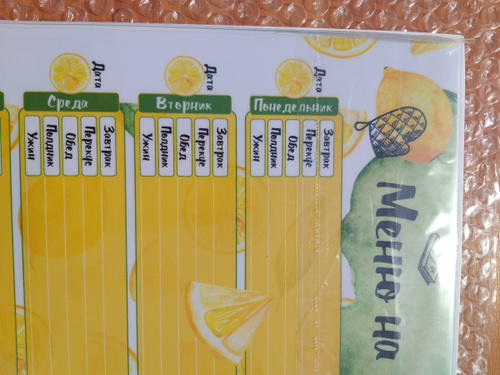 Меню на
Дата
Понедельник
Завтрак
Перекус
Обед
Полдник
Ужин
Дата
Вторник
Завтрак
Перекус
Обед
Полдник
Ужин
Дата
Среда
Завтрак
Перекус
Обед
Полдник
Ужин